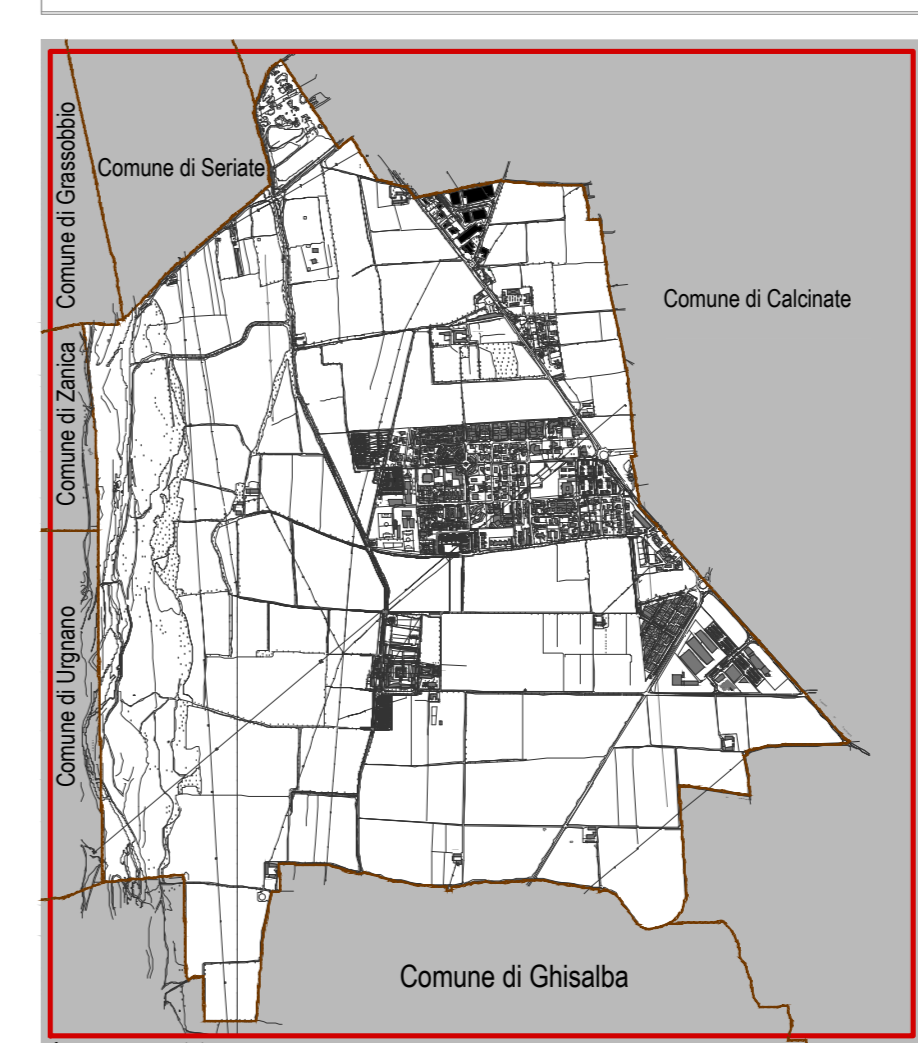 Comune di Grassobbio
Comune di Seriate
Comune di Calcinate
Comune di Zanica
Comune di Urgnano
Comune di Ghisalba